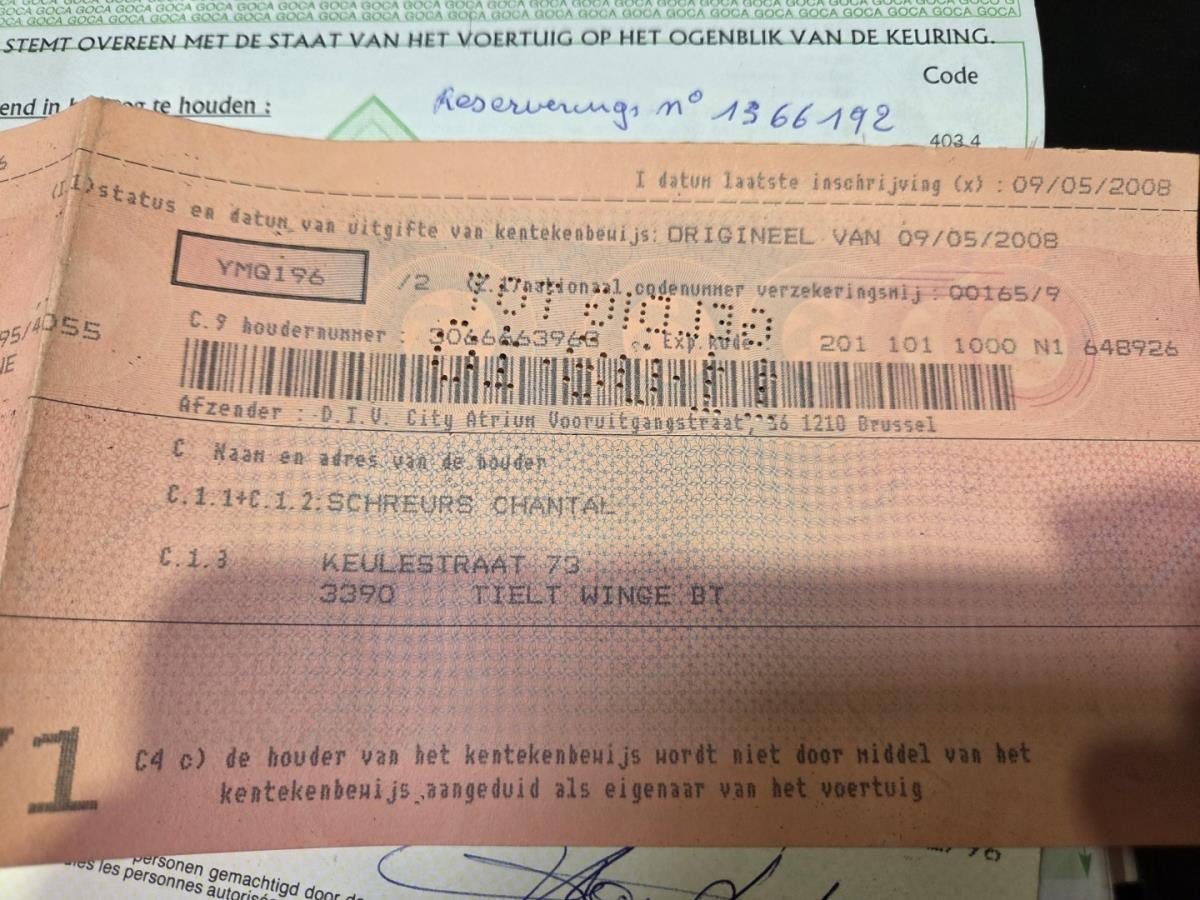 GOCA GOCA GOCA GOCA GOCA GOCA GOCA GOCA GOCA GOCA GOCA GOCA GOCA GOCA GOCA
STEMT OVEREEN MET DE STAAT VAN HET VOERTUIG OP HET OGENBLIK VAN DE KEURING.
Code
te houden :
Reserverings n° 1366192
403.4
I datum laatste inschrijving (x) : 09/05/2008
(I.I) status en datum van uitgifte van kentekenbewijs: ORIGINEEL VAN 09/05/2008
YMQ196 /2 (X.1) nationaal codenummer verzekeringsmij : 00165/9
95/4055
C.9 houdernummer : 3066663960 201 101 1000 N1 648926
Afzender : D.I.V. City Atrium Vooruitgangstraat, 56 1210 Brussel
C Naam en adres van de houder
C.1.1+C.1.2: SCHREURS CHANTAL
C.1.3 KEULESTRAAT 73
3390 TIELT WINGE BT
1
C4 c) de houder van het kentekenbewijs wordt niet door middel van het
kentekenbewijs aangeduid als eigenaar van het voertuig
personen gemachtigd door
les personnes